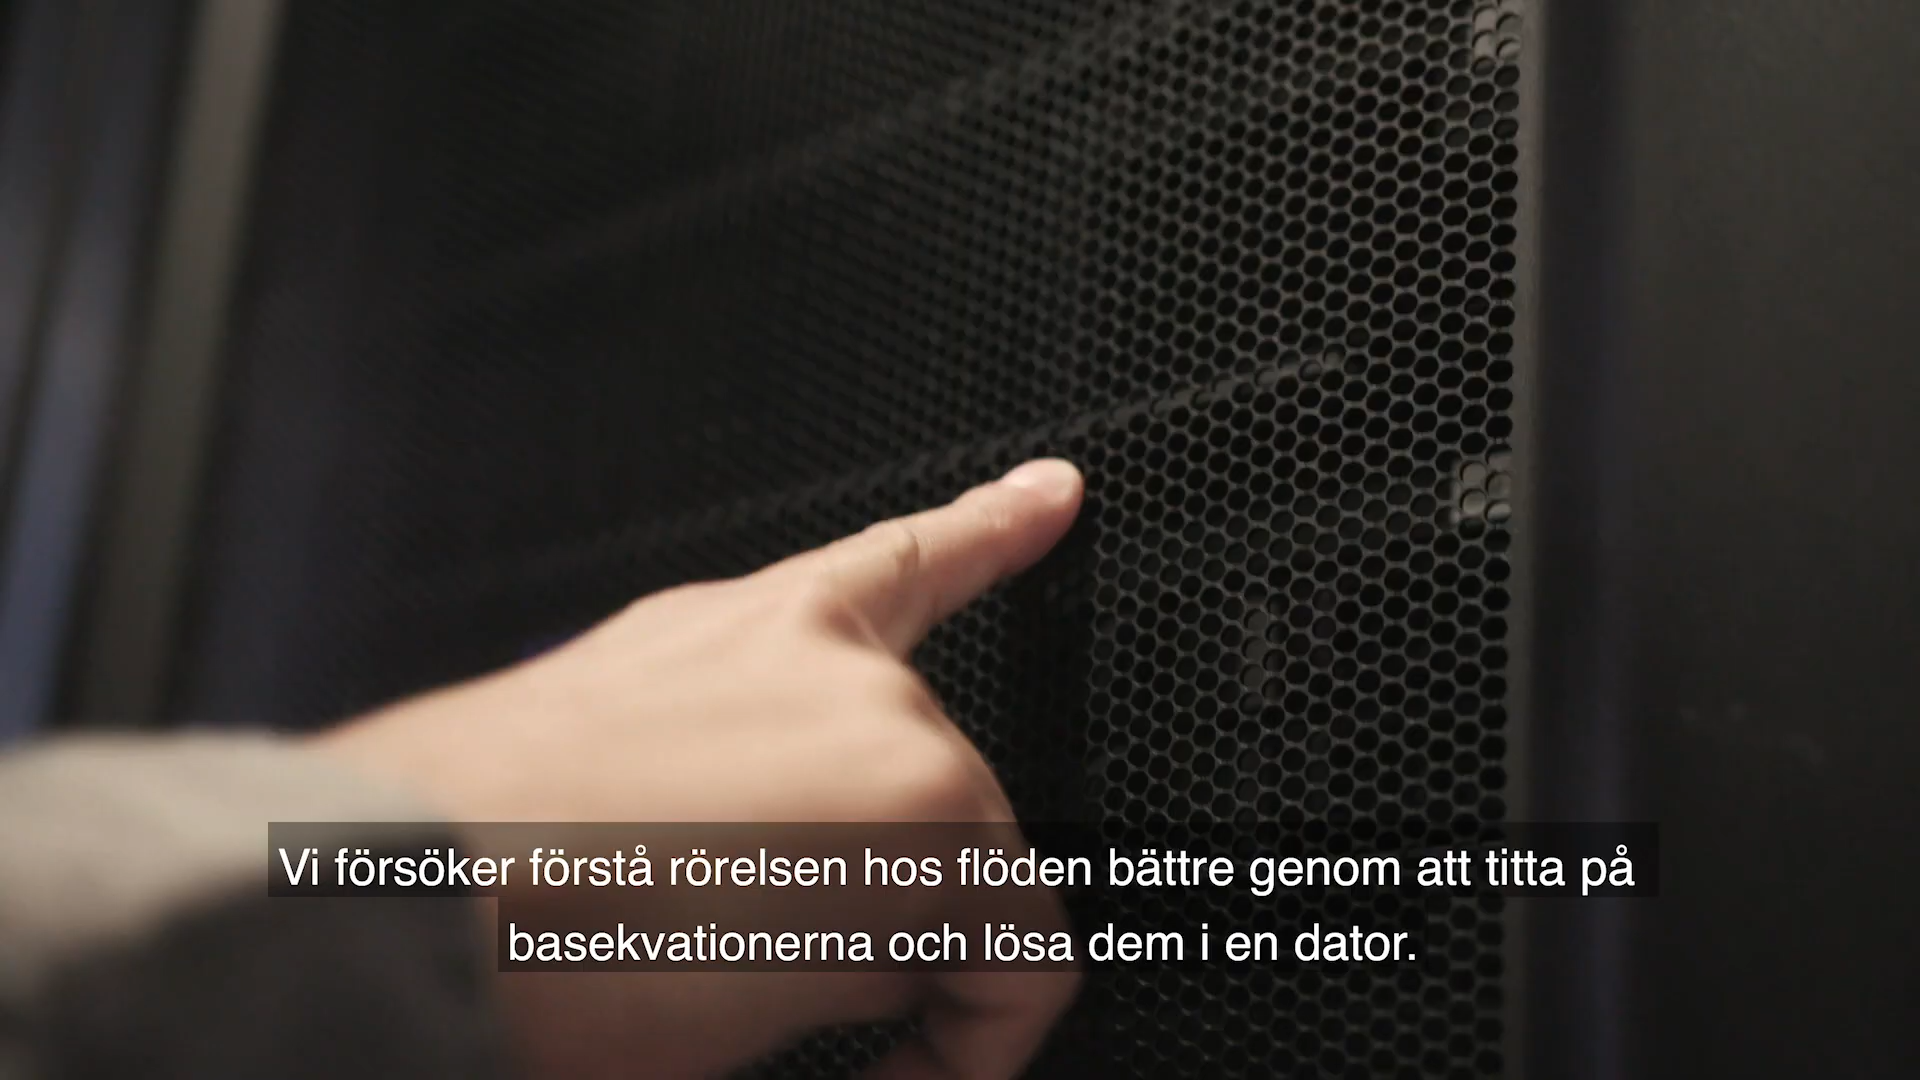 Vi försöker förstå rörelsen hos flöden bättre genom att titta på
basekvationerna och lösa dem i en dator.